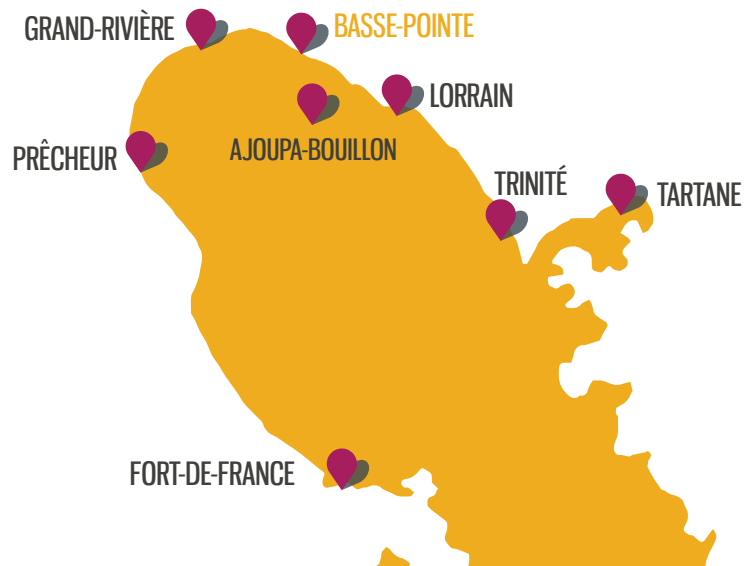 GRAND-RIVIÈRE
BASSE-POINTE
LORRAIN
AJOUPA-BOUILLON
PRÊCHEUR
TRINITÉ
TARTANE
FORT-DE-FRANCE